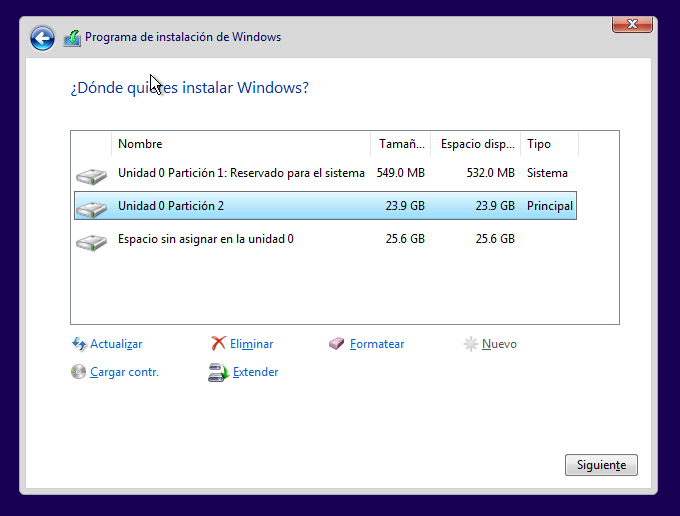 Programa de instalación de Windows
¿Dónde quieres instalar Windows?
Nombre Tamañ... Espacio disp... Tipo
Unidad 0 Partición 1: Reservado para el sistema 549.0 MB 532.0 MB Sistema
Unidad 0 Partición 2 23.9 GB 23.9 GB Principal
Espacio sin asignar en la unidad 0 25.6 GB 25.6 GB
Actualizar Eliminar Formatear Nuevo
Cargar contr. Extender
Siguiente